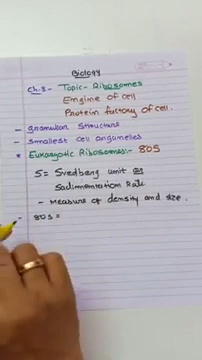 Biology
Ch:8- Topic- Ribosomes
Engine of cell
Protein factory of cell.
- granular structure
- smallest cell organelles
* Eukaryotic Ribosomes:- 80S
S = Svedberg unit or
Sedimentation Rate
- Measure of density and size.
- 80S =